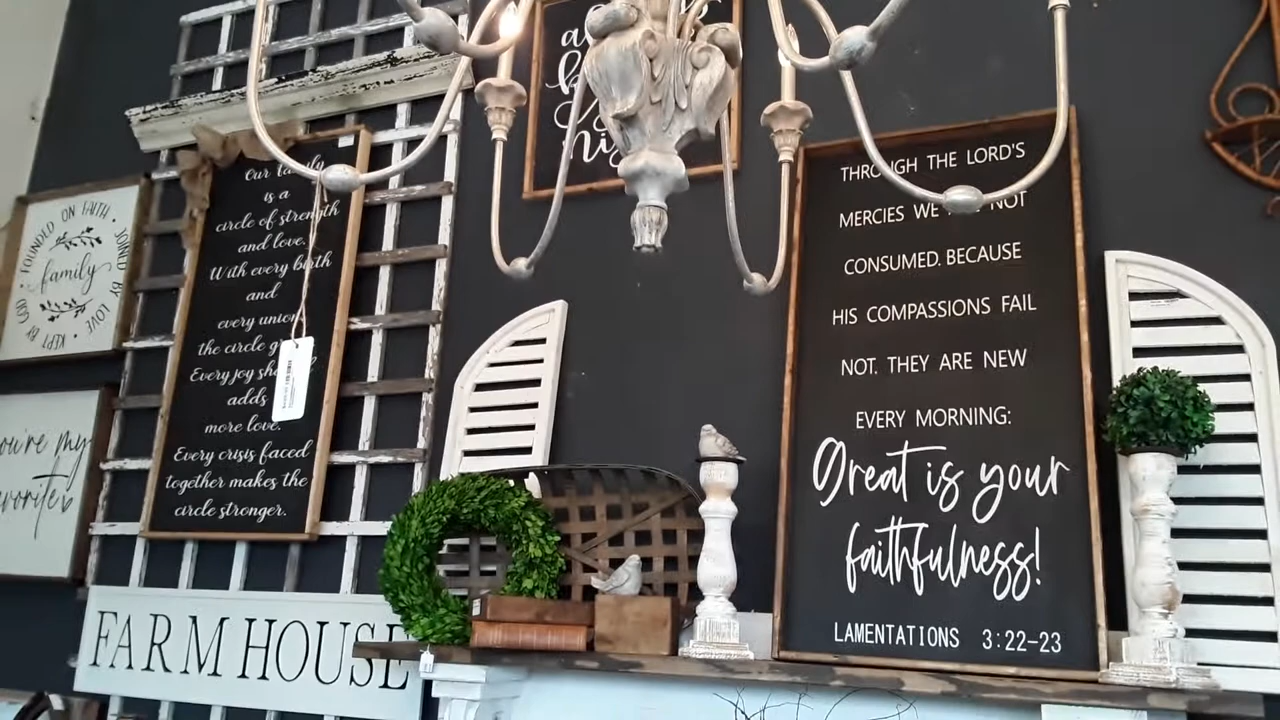 FOUNDED ON FAITH
JOINED BY LOVE
KEPT BY GOD
family
you're my
favorite
Our family
is a
circle of strength
and love.
With every birth
and
every union
the circle
Every joy
adds
more love.
Every crisis faced
together makes the
circle stronger.
FARMHOUSE
THROUGH THE LORD'S
MERCIES WE NOT
CONSUMED. BECAUSE
HIS COMPASSIONS FAIL
NOT. THEY ARE NEW
EVERY MORNING:
Great is your
faithfulness!
LAMENTATIONS 3:22-23